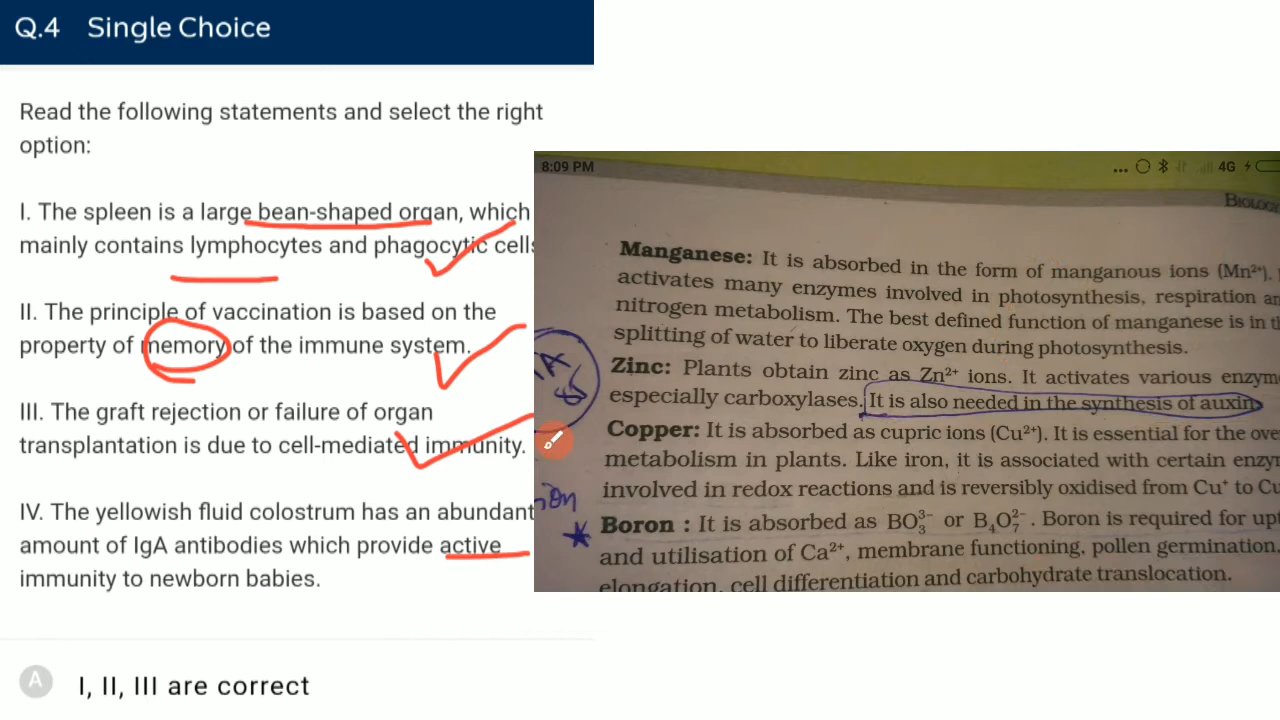 Q.4 Single Choice
Read the following statements and select the right
option:
I. The spleen is a large bean-shaped organ, which
mainly contains lymphocytes and phagocytic cells
II. The principle of vaccination is based on the
property of memory of the immune system.
III. The graft rejection or failure of organ
transplantation is due to cell-mediated immunity.
IV. The yellowish fluid colostrum has an abundant
amount of IgA antibodies which provide active
immunity to newborn babies.
A I, II, III are correct
8:09 PM
4G
Manganese: It is absorbed in the form of manganous ions (Mn²⁺).
activates many enzymes involved in photosynthesis, respiration
nitrogen metabolism. The best defined function of manganese is in
splitting of water to liberate oxygen during photosynthesis.
Zinc: Plants obtain zinc as Zn²⁺ ions. It activates various
especially carboxylases. It is also needed in the synthesis of auxin
Copper: It is absorbed as cupric ions (Cu²⁺). It is essential for the
metabolism in plants. Like iron, it is associated with certain
involved in redox reactions and is reversibly oxidised from Cu⁺ to
Boron : It is absorbed as BO₃³⁻ or B₄O₇²⁻. Boron is required for
and utilisation of Ca²⁺, membrane functioning, pollen germination,
elongation, cell differentiation and carbohydrate translocation.